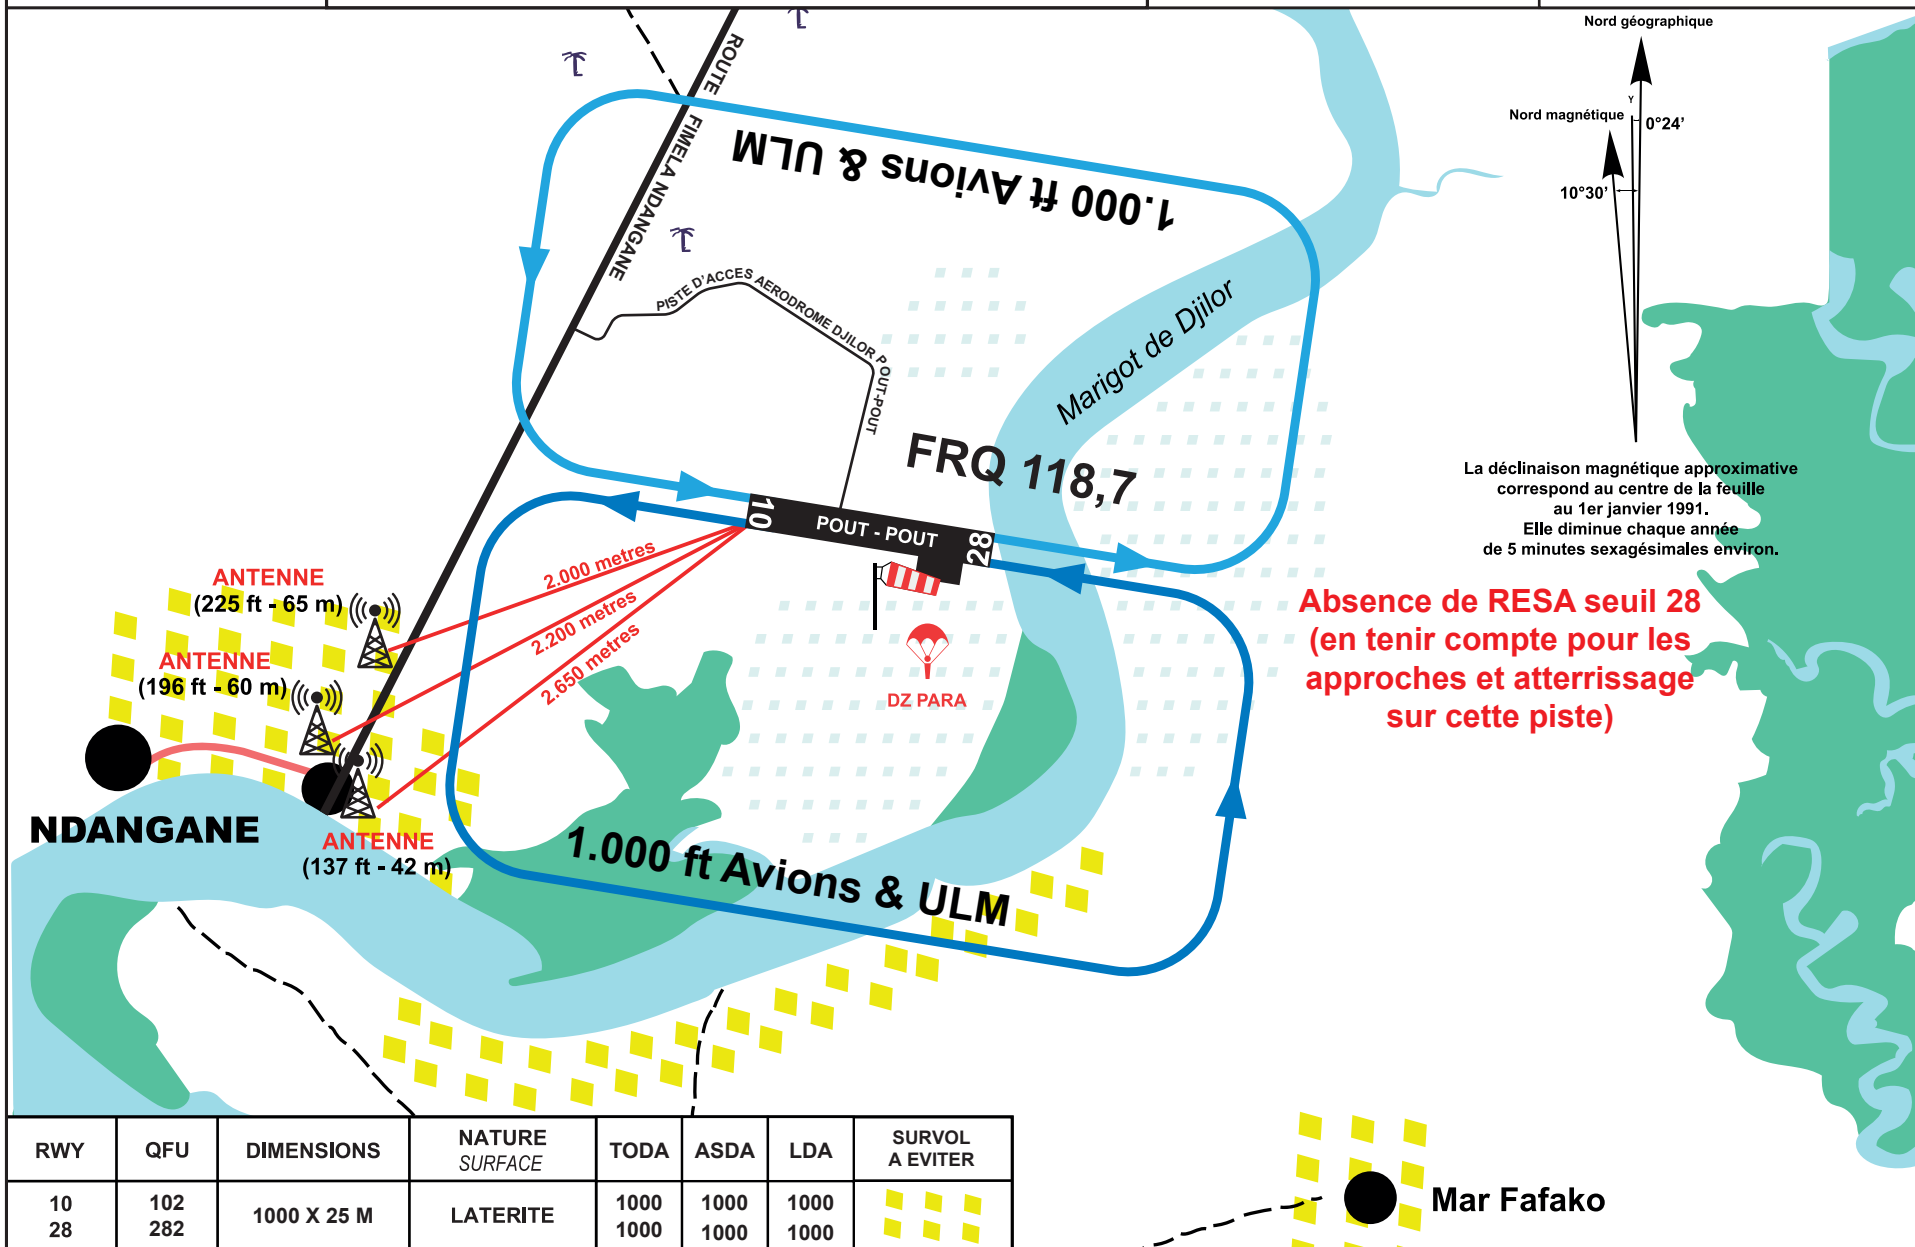 Nord géographique
Y
0°24'
Nord magnétique
10°30'
La déclinaison magnétique approximative
correspond au centre de la feuille
au 1er janvier 1991.
Elle diminue chaque année
de 5 minutes sexagésimales environ.
ROUTE FIMELA NDANGANE
1.000 ft Avions & ULM
PISTE D'ACCES AERODROME DJILOR POUT-POUT
Marigot de Djilor
FRQ 118,7
10
POUT - POUT
28
2.000 metres
2.200 metres
2.650 metres
ANTENNE
(225 ft - 65 m)
ANTENNE
(196 ft - 60 m)
NDANGANE
ANTENNE
(137 ft - 42 m)
DZ PARA
Absence de RESA seuil 28
(en tenir compte pour les
approches et atterrissage
sur cette piste)
1.000 ft Avions & ULM
RWY QFU DIMENSIONS NATURE TODA ASDA LDA SURVOL
SURFACE A EVITER
10 102 1000 X 25 M LATERITE 1000 1000 1000
28 282 1000 1000 1000
Mar Fafako